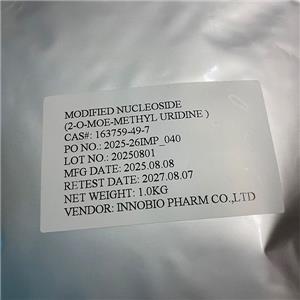 MODIFIED NUCLEOSIDE
(2-O-MOE-METHYL URIDINE )
CAS#: 163759-49-7
PO NO.: 2025-26IMP_040
LOT NO.: 20250801
MFG DATE: 2025.08.08
RETEST DATE: 2027.08.07
NET WEIGHT: 1.0KG
VENDOR: INNOBIO PHARM CO.,LTD